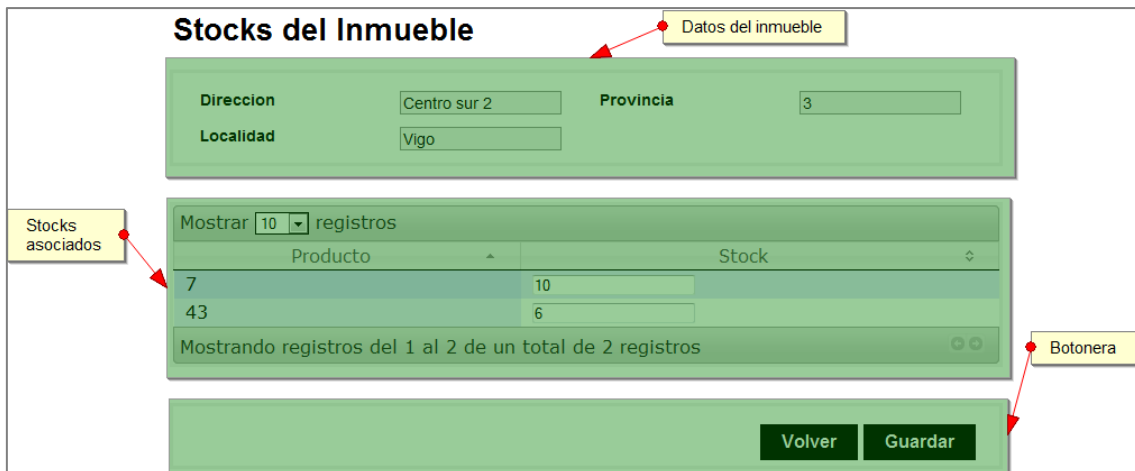 Stocks del Inmueble
Datos del inmueble
Direccion Centro sur 2 Provincia 3
Localidad Vigo
Stocks asociados
Mostrar 10 registros
Producto Stock
7 10
43 6
Mostrando registros del 1 al 2 de un total de 2 registros
Botonera
Volver Guardar